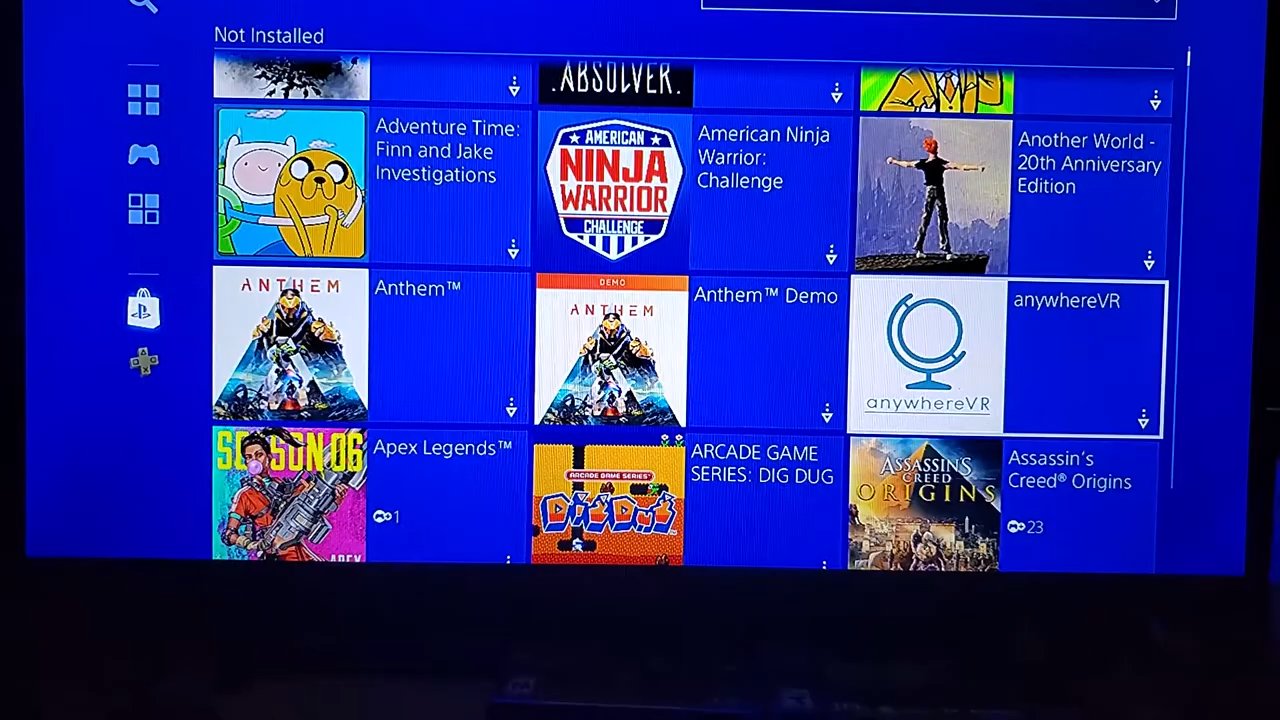 Not Installed
.ABSOLVER.
Adventure Time:
Finn and Jake
Investigations
AMERICAN
NINJA
WARRIOR
CHALLENGE
American Ninja
Warrior:
Challenge
Another World -
20th Anniversary
Edition
ANTHEM
Anthem™
DEMO
ANTHEM
Anthem™ Demo
anywhereVR
anywhereVR
SEASON 06
APEX
Apex Legends™
1
ARCADE GAME SERIES
DIG DUG
ARCADE GAME
SERIES: DIG DUG
ASSASSIN'S
CREED
ORIGINS
Assassin's
Creed® Origins
23